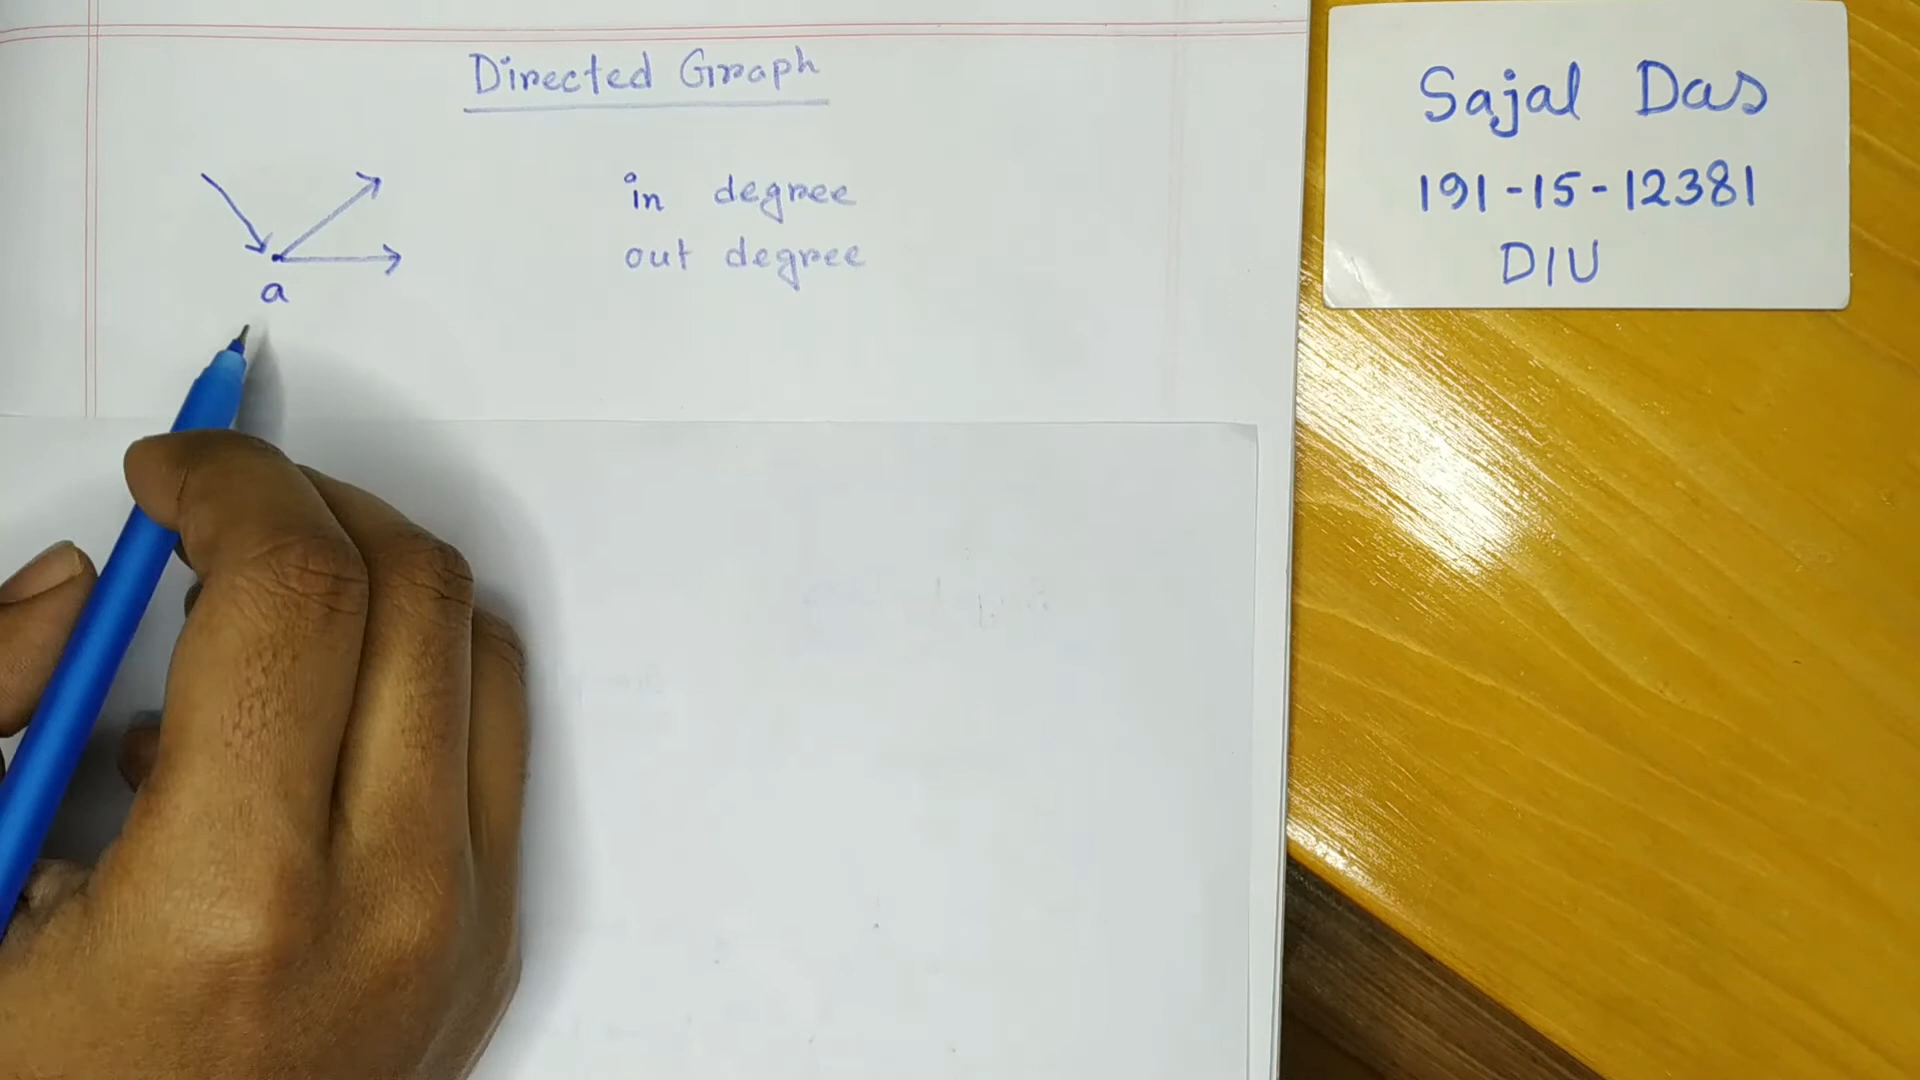 Directed Graph
in degree
out degree
a
Sajal Das
191-15-12381
DIU